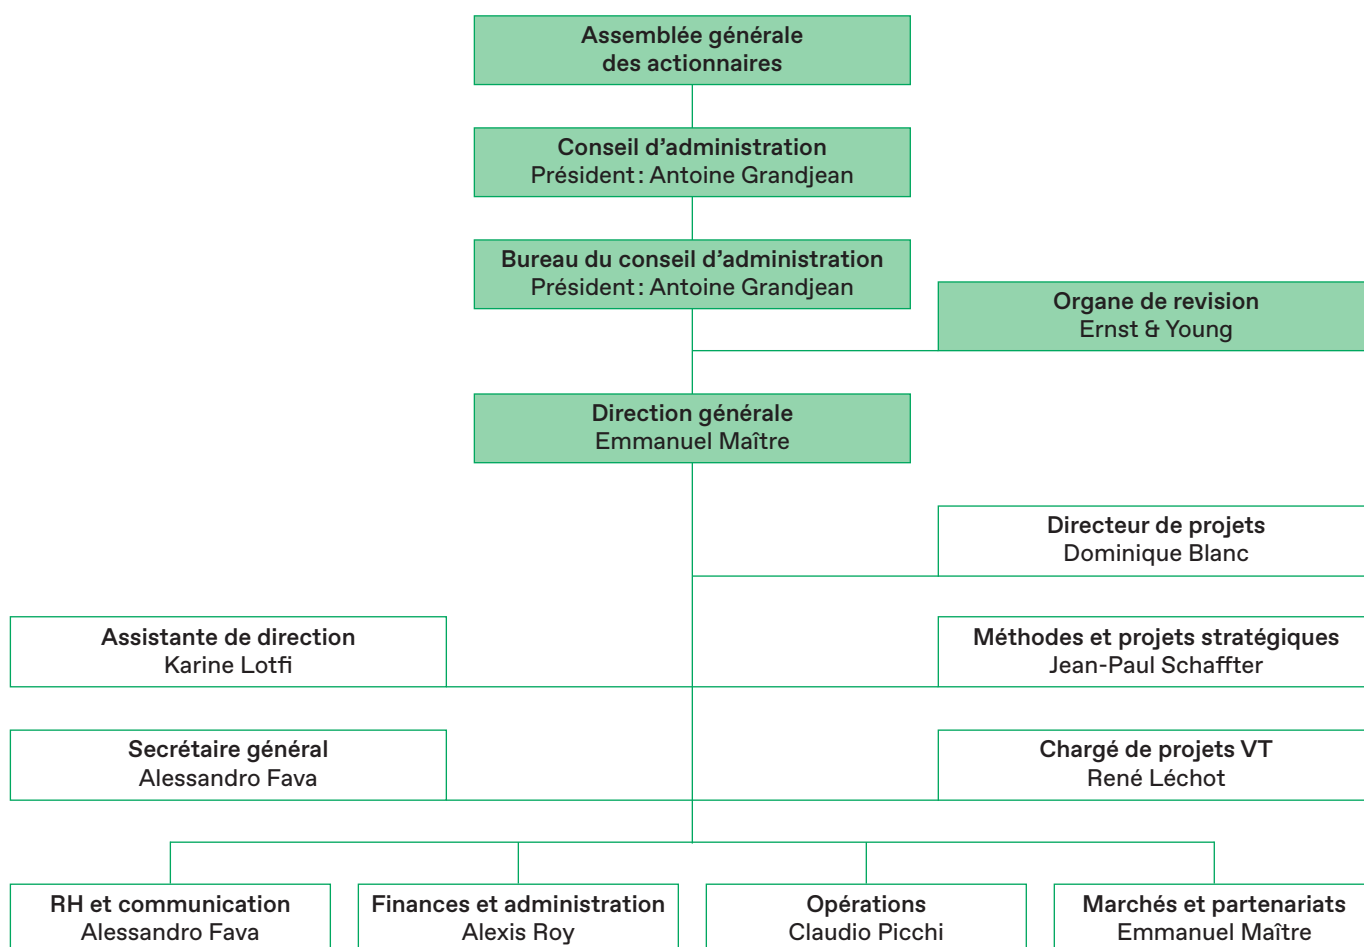 Assemblée générale
des actionnaires
Conseil d’administration
Président : Antoine Grandjean
Bureau du conseil d’administration
Président : Antoine Grandjean
Organe de revision
Ernst & Young
Direction générale
Emmanuel Maître
Directeur de projets
Dominique Blanc
Assistante de direction
Karine Lotfi
Méthodes et projets stratégiques
Jean-Paul Schaffter
Secrétaire général
Alessandro Fava
Chargé de projets VT
René Léchot
RH et communication
Alessandro Fava
Finances et administration
Alexis Roy
Opérations
Claudio Picchi
Marchés et partenariats
Emmanuel Maître